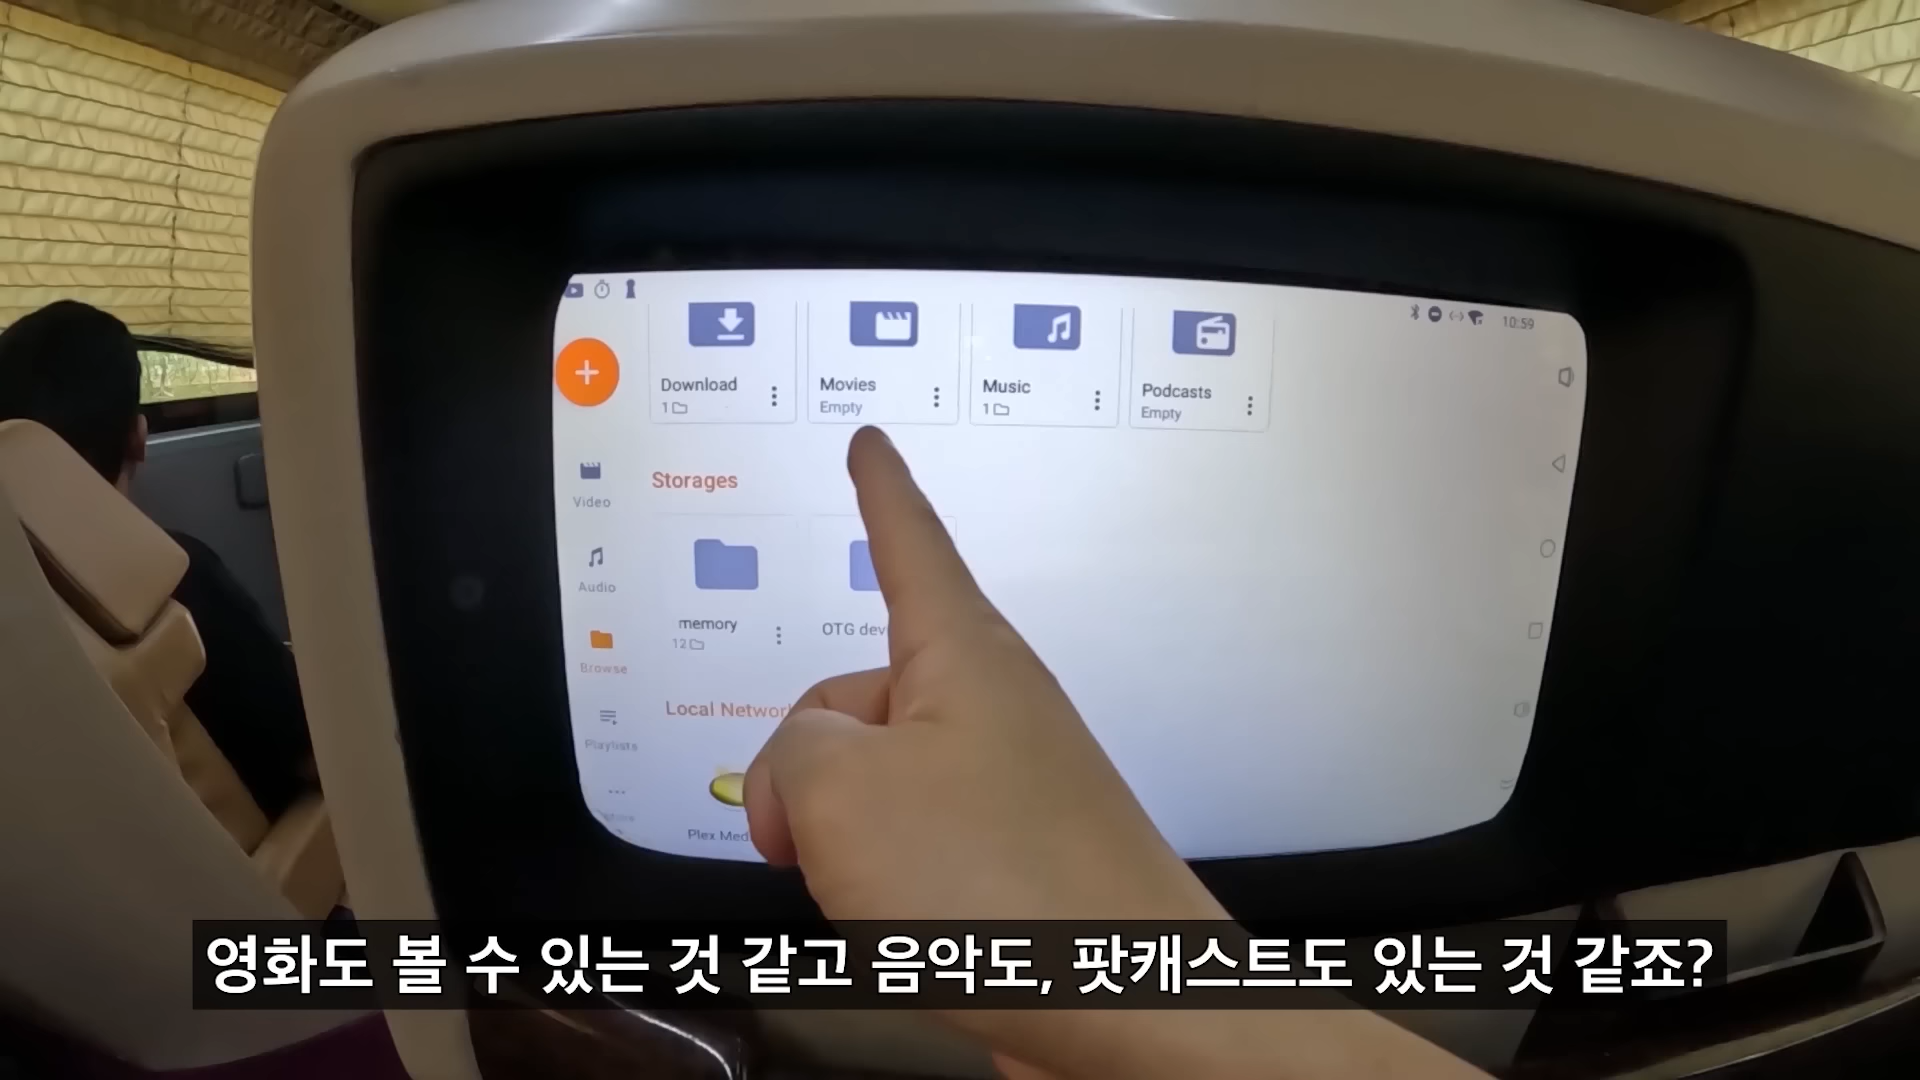 10:59
Download
Movies
Music
Podcasts
1
Empty
1
Empty
Storages
Video
Audio
memory
OTG
12
Browse
Local
Playlists
Plex
영화도 볼 수 있는 것 같고 음악도, 팟캐스트도 있는 것 같죠?